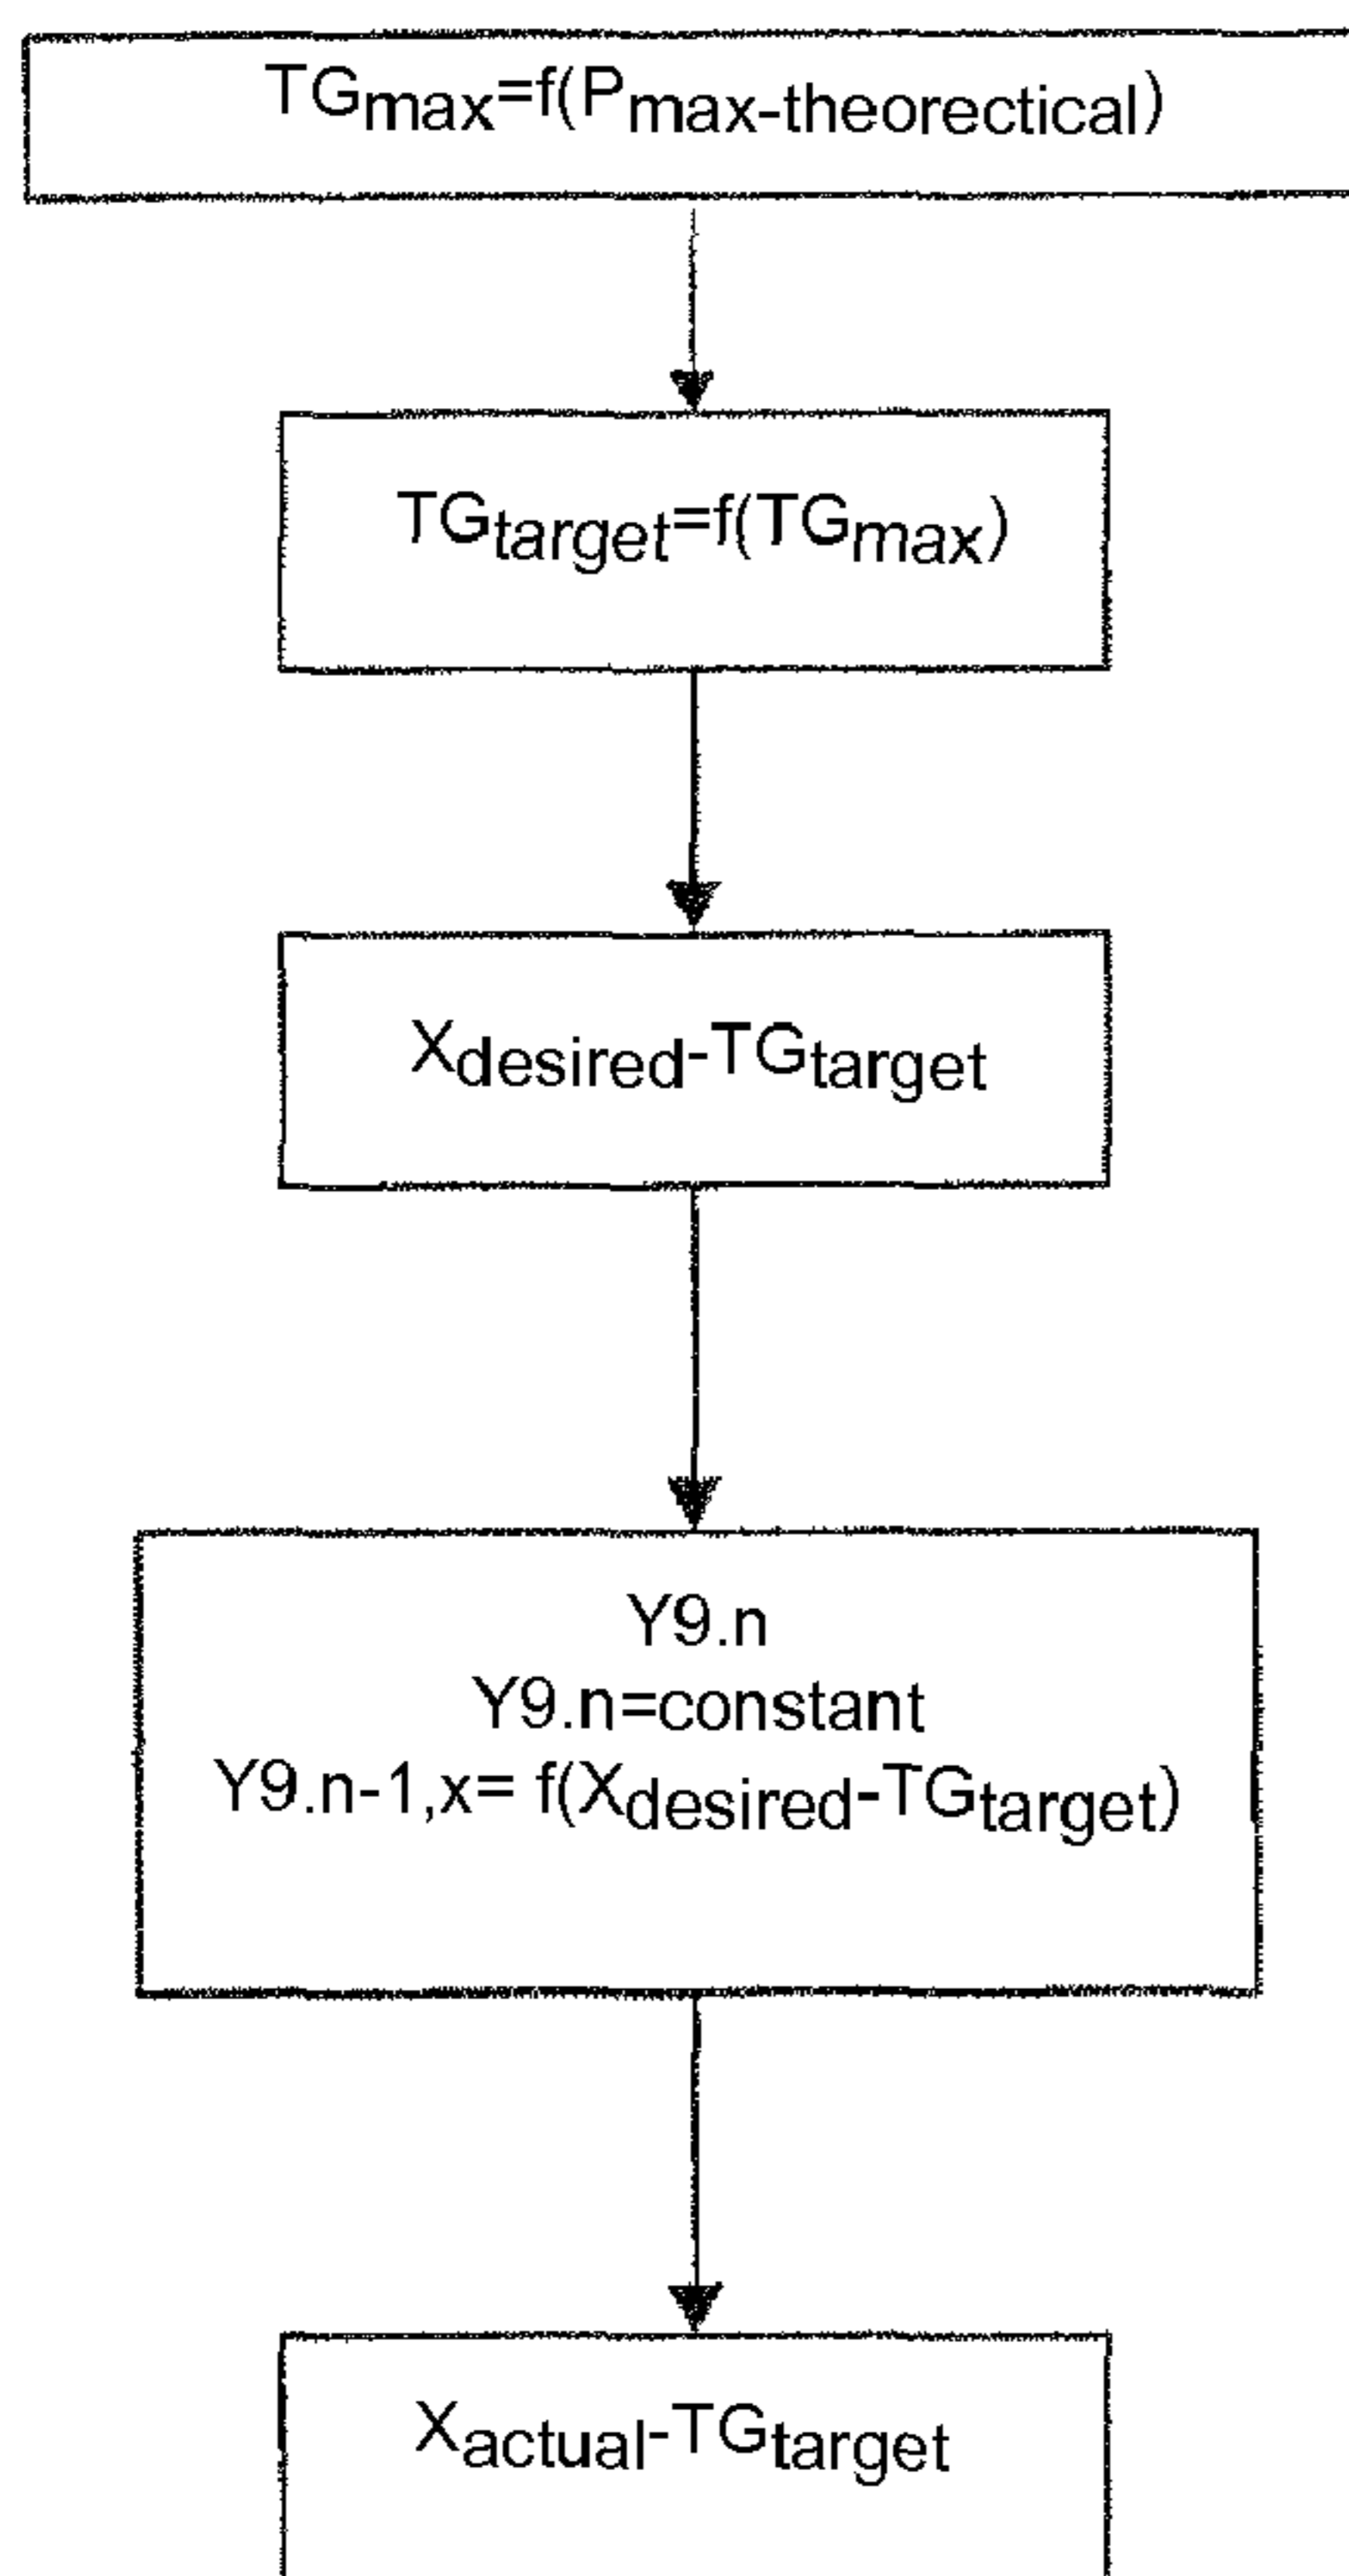 TGmax=f(Pmax-theorectical)
TGtarget=f(TGmax)
Xdesired-TGtarget
Y9.n
Y9.n=constant
Y9.n-1,x= f(Xdesired-TGtarget)
Xactual-TGtarget